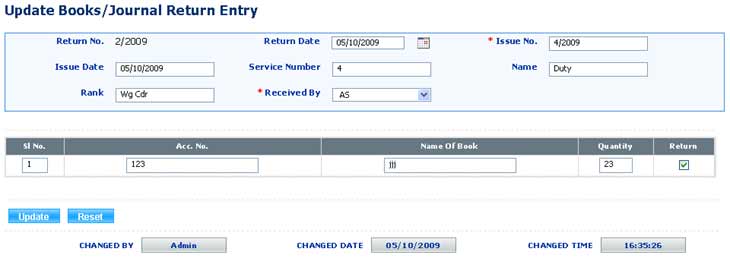 Update Books/Journal Return Entry
Return No. 2/2009 Return Date 05/10/2009 * Issue No. 4/2009
Issue Date 05/10/2009 Service Number 4 Name Duty
Rank Wg Cdr * Received By AS
Sl No. Acc. No. Name Of Book Quantity Return
1 123 jjj 23
Update Reset
CHANGED BY Admin CHANGED DATE 05/10/2009 CHANGED TIME 16:35:26